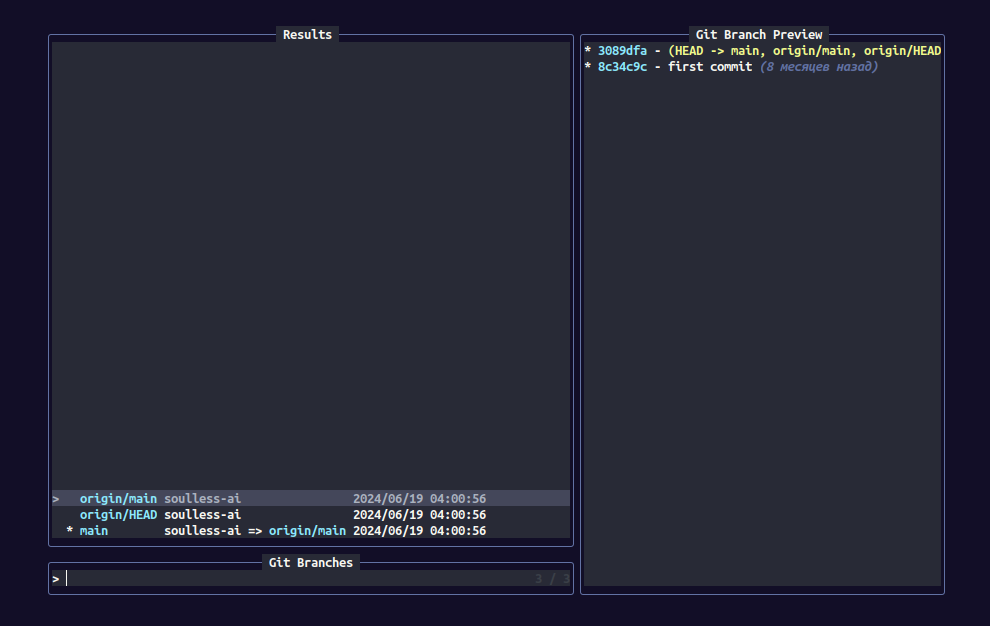 Results
> origin/main soulless-ai 2024/06/19 04:00:56
origin/HEAD soulless-ai 2024/06/19 04:00:56
* main soulless-ai => origin/main 2024/06/19 04:00:56
Git Branches
> 3 / 3
Git Branch Preview
* 3089dfa - (HEAD -> main, origin/main, origin/HEAD
* 8c34c9c - first commit (8 месяцев назад)